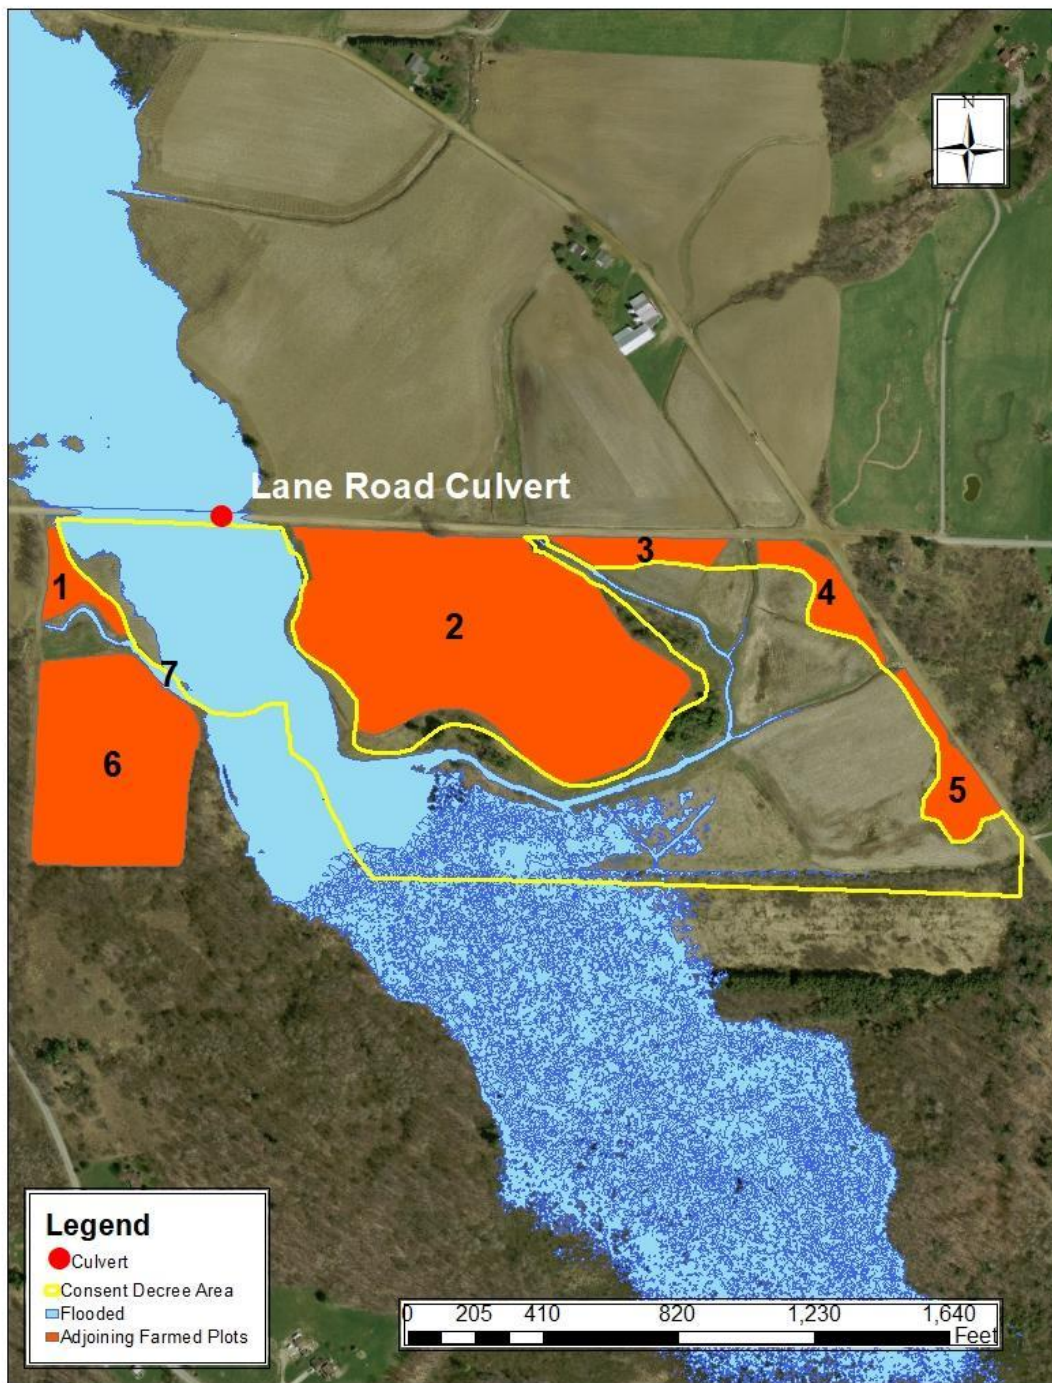 N
Lane Road Culvert
1
2
3
4
5
6
7
Legend
Culvert
Consent Decree Area
Flooded
Adjoining Farmed Plots
0 205 410 820 1,230 1,640
Feet